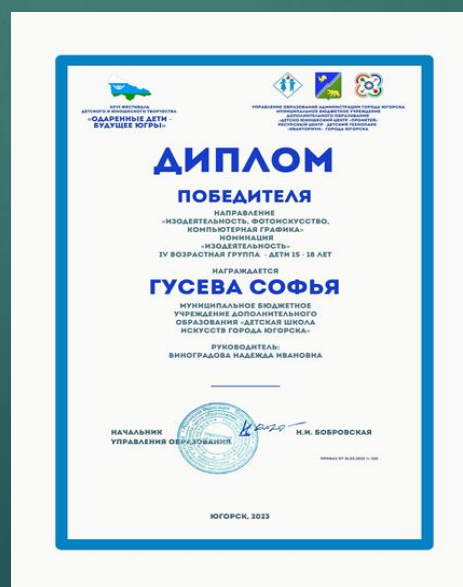 XXVI ФЕСТИВАЛЬ
ДЕТСКОГО И ЮНОШЕСКОГО ТВОРЧЕСТВА
«ОДАРЕННЫЕ ДЕТИ -
БУДУЩЕЕ ЮГРЫ»
УПРАВЛЕНИЕ ОБРАЗОВАНИЯ АДМИНИСТРАЦИИ ГОРОДА ЮГОРСКА
МУНИЦИПАЛЬНОЕ БЮДЖЕТНОЕ УЧРЕЖДЕНИЕ
ДОПОЛНИТЕЛЬНОГО ОБРАЗОВАНИЯ
«ДЕТСКО ЮНОШЕСКИЙ ЦЕНТР «ПРОМЕТЕЙ»
РЕСУРСНЫЙ ЦЕНТР - ДЕТСКИЙ ТЕХНОПАРК
«КВАНТОРИУМ» ГОРОДА ЮГОРСКА
ДИПЛОМ
ПОБЕДИТЕЛЯ
НАПРАВЛЕНИЕ
«ИЗОДЕЯТЕЛЬНОСТЬ, ФОТОИСКУССТВО,
КОМПЬЮТЕРНАЯ ГРАФИКА»
НОМИНАЦИЯ
«ИЗОДЕЯТЕЛЬНОСТЬ»
IV ВОЗРАСТНАЯ ГРУППА - ДЕТИ 15 - 18 ЛЕТ
НАГРАЖДАЕТСЯ
ГУСЕВА СОФЬЯ
МУНИЦИПАЛЬНОЕ БЮДЖЕТНОЕ
УЧРЕЖДЕНИЕ ДОПОЛНИТЕЛЬНОГО
ОБРАЗОВАНИЯ «ДЕТСКАЯ ШКОЛА
ИСКУССТВ ГОРОДА ЮГОРСКА»
РУКОВОДИТЕЛЬ:
ВИНОГРАДОВА НАДЕЖДА ИВАНОВНА
НАЧАЛЬНИК
УПРАВЛЕНИЯ ОБРАЗОВАНИЯ
Н.И. БОБРОВСКАЯ
ПРИКАЗ ОТ
ЮГОРСК, 2023